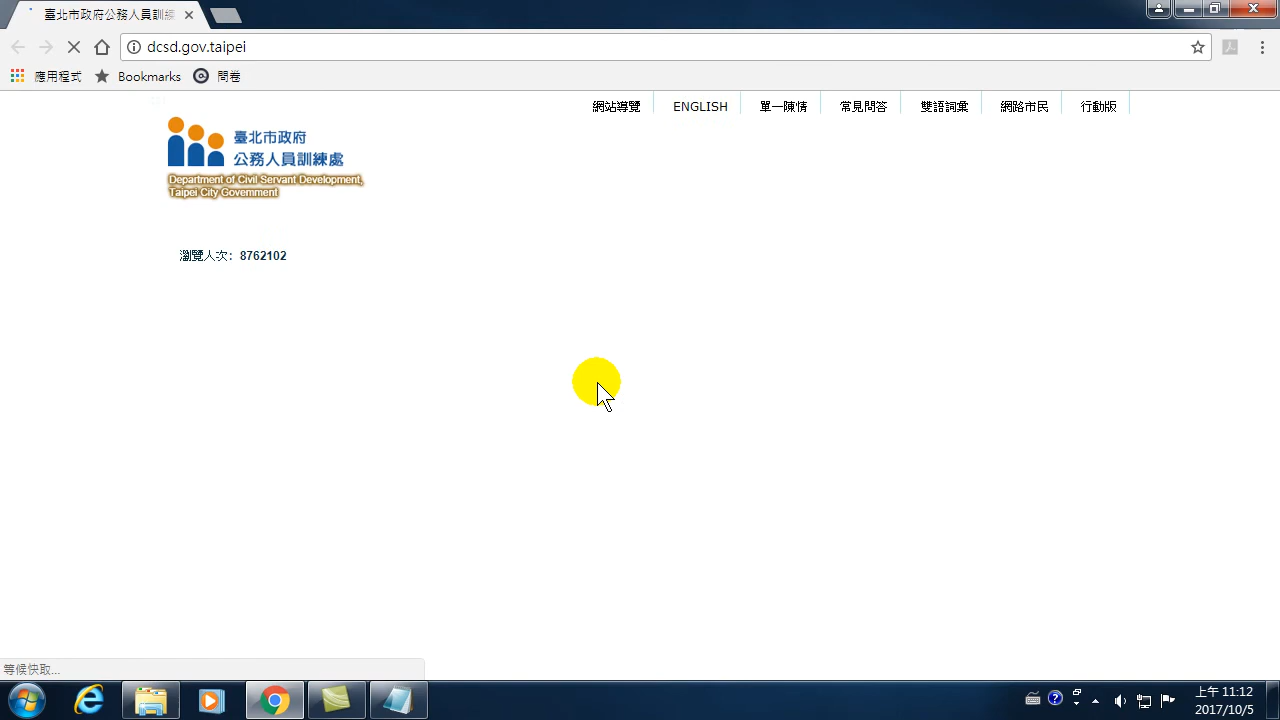 臺北市政府公務人員訓練
dcsd.gov.taipei
應用程式
Bookmarks
問卷
網站導覽
ENGLISH
單一陳情
常見問答
雙語詞彙
網路市民
行動版
臺北市政府
公務人員訓練處
Department of Civil Servant Development,
Taipei City Government
瀏覽人次: 8762102
等候快取...
上午 11:12
2017/10/5